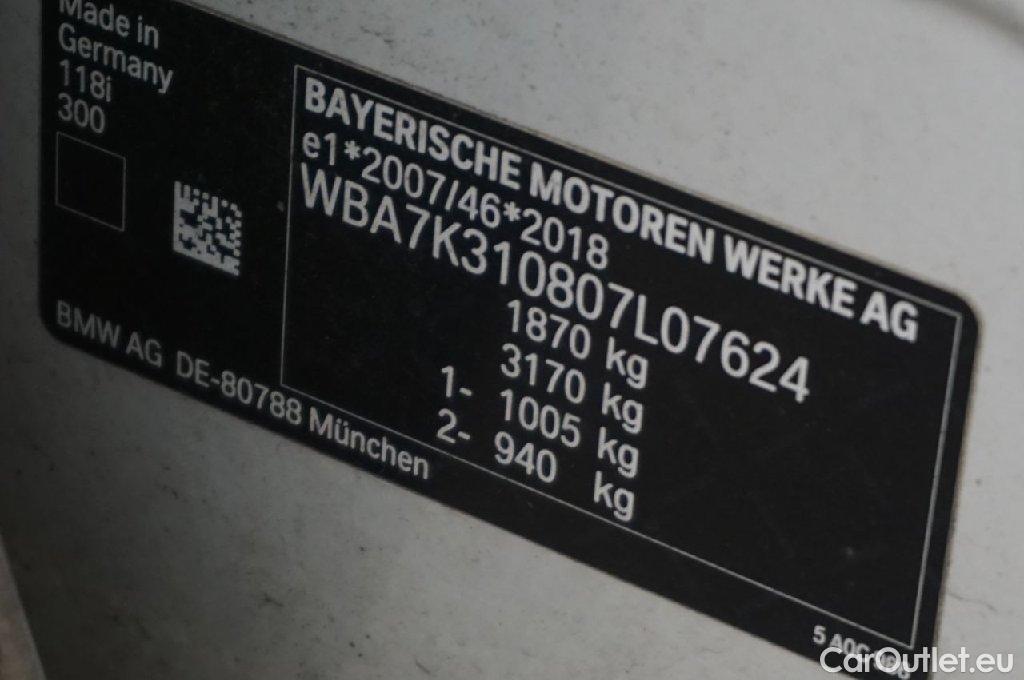 Made in
Germany
118i
300
BAYERISCHE MOTOREN WERKE AG
e1*2007/46*2018
WBA7K310807L07624
1870 kg
3170 kg
1- 1005 kg
2- 940 kg
BMW AG DE-80788 München
5
CarOutlet.eu